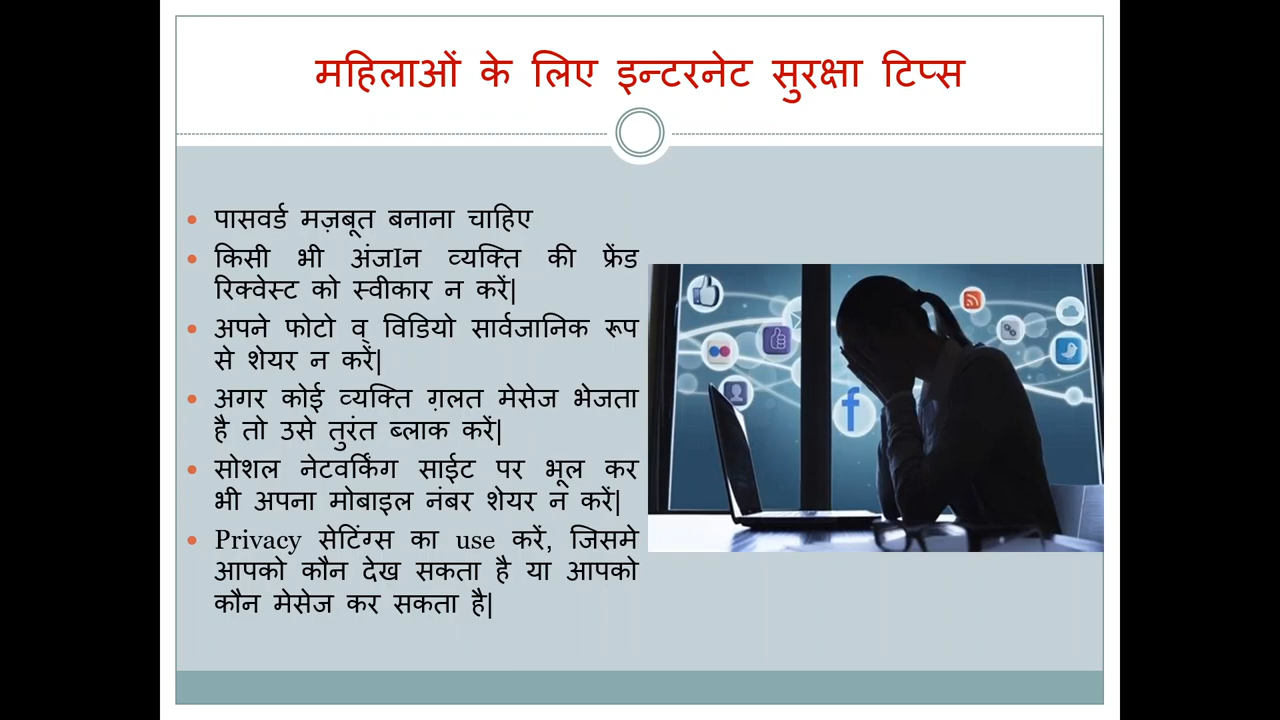 महिलाओं के लिए इन्टरनेट सुरक्षा टिप्स
• पासवर्ड मज़बूत बनाना चाहिए
• किसी भी अंजIन व्यक्ति की फ्रेंड
रिक्वेस्ट को स्वीकार न करें|
• अपने फोटो व् विडियो सार्वजानिक रूप
से शेयर न करें|
• अगर कोई व्यक्ति ग़लत मेसेज भेजता
है तो उसे तुरंत ब्लाक करें|
• सोशल नेटवर्किंग साईट पर भूल कर
भी अपना मोबाइल नंबर शेयर न करें|
• Privacy सेटिंग्स का use करें, जिसमे
आपको कौन देख सकता है या आपको
कौन मेसेज कर सकता है|